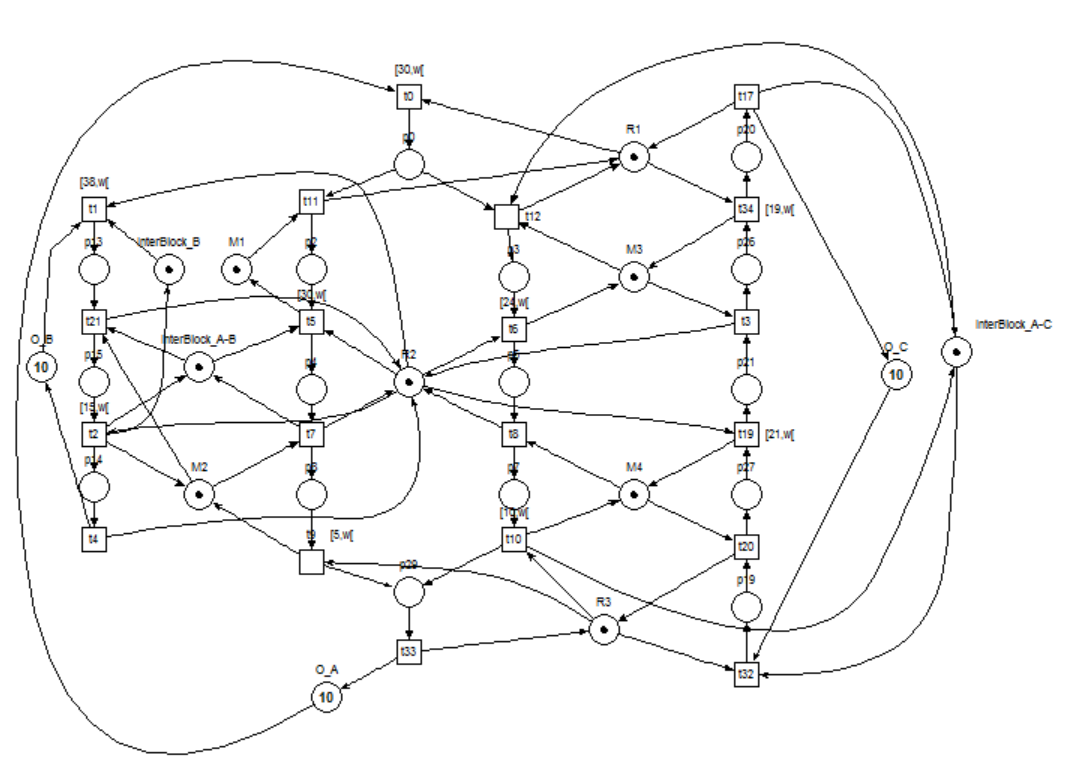 [30,w[
t0
t17
R1
p0
p20
[38,w[
t1
t11
t12
t34
[19,w[
p13
InterBlock_B
M1
p2
p3
M3
p26
[30,w[
[24,w[
t21
t5
t6
t3
O_B
InterBlock_A-B
R2
O_C
InterBlock_A-C
10
p15
p4
p21
10
[15,w[
t2
t7
t8
t19
[21,w[
p14
M2
p6
p7
M4
p27
[10,w[
t4
t9
[5,w[
t10
t20
p29
R3
p19
t33
t32
O_A
10